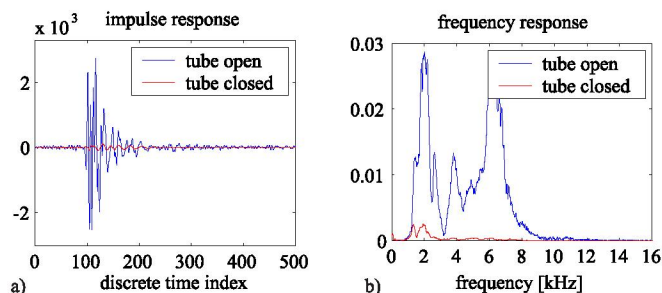 impulse response
x 10³
tube open
tube closed
2
0
-2
0 100 200 300 400 500
discrete time index
a)
frequency response
tube open
tube closed
0.03
0.02
0.01
0
0 2 4 6 8 10 12 14 16
frequency [kHz]
b)